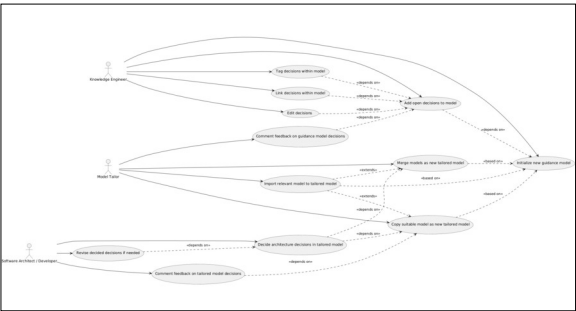 Knowledge Engineer
Tag decisions within model
Link decisions within model
Edit decisions
«depends on»
«depends on»
«depends on»
«depends on»
Add open decisions to model
Comment feedback on guidance model decisions
«depends on»
Model Tailor
Merge models as new tailored model
«based on»
Initialize new guidance model
Import relevant model to tailored model
«extends»
«based on»
«extends»
«based on»
«depends on»
Copy suitable model as new tailored model
Software Architect / Developer
Revise decided decisions if needed
«depends on»
Decide architecture decisions in tailored model
«depends on»
Comment feedback on tailored model decisions
«depends on»